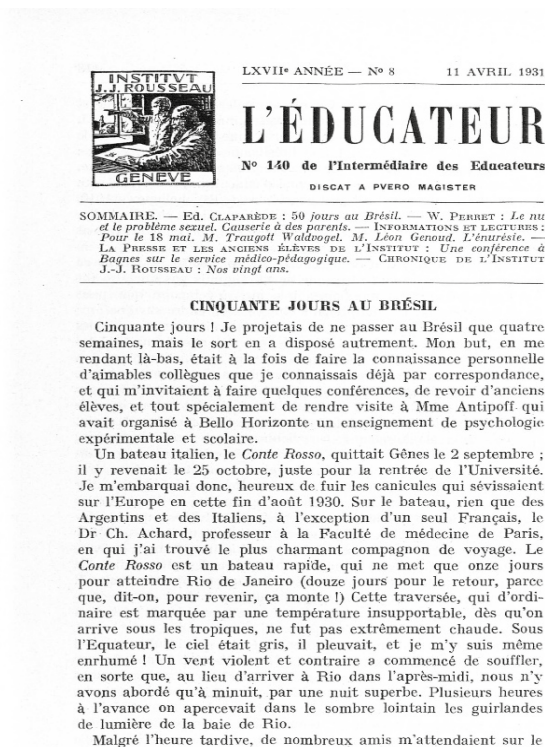 INSTITVT
J.J. ROUSSEAU
GENEVE
LXVIIe ANNÉE — No 8 11 AVRIL 1931
L'ÉDUCATEUR
No 140 de l'Intermédiaire des Educateurs
DISCAT A PVERO MAGISTER
SOMMAIRE. — Ed. CLAPARÈDE : 50 jours au Brésil. — W. PERRET : Le nu
et le problème sexuel. Causerie à des parents. — INFORMATIONS ET LECTURES :
Pour le 18 mai. M. Traugott Waldvogel. M. Léon Genoud. L'énurésie. —
LA PRESSE ET LES ANCIENS ÉLÈVES DE L'INSTITUT : Une conférence à
Bagnes sur le service médico-pédagogique. — CHRONIQUE DE L'INSTITUT
J.-J. ROUSSEAU : Nos vingt ans.
CINQUANTE JOURS AU BRÉSIL
Cinquante jours ! Je projetais de ne passer au Brésil que quatre
semaines, mais le sort en a disposé autrement. Mon but, en me
rendant là-bas, était à la fois de faire la connaissance personnelle
d'aimables collègues que je connaissais déjà par correspondance,
et qui m'invitaient à faire quelques conférences, de revoir d'anciens
élèves, et tout spécialement de rendre visite à Mme Antipoff qui
avait organisé à Bello Horizonte un enseignement de psychologie
expérimentale et scolaire.
Un bateau italien, le Conte Rosso, quittait Gênes le 2 septembre ;
il y revenait le 25 octobre, juste pour la rentrée de l'Université.
Je m'embarquai donc, heureux de fuir les canicules qui sévissaient
sur l'Europe en cette fin d'août 1930. Sur le bateau, rien que des
Argentins et des Italiens, à l'exception d'un seul Français, le
Dr Ch. Achard, professeur à la Faculté de médecine de Paris,
en qui j'ai trouvé le plus charmant compagnon de voyage. Le
Conte Rosso est un bateau rapide, qui ne met que onze jours
pour atteindre Rio de Janeiro (douze jours pour le retour, parce
que, dit-on, pour revenir, ça monte !) Cette traversée, qui d'ordi-
naire est marquée par une température insupportable, dès qu'on
arrive sous les tropiques, ne fut pas extrêmement chaude. Sous
l'Equateur, le ciel était gris, il pleuvait, et je m'y suis même
enrhumé ! Un vent violent et contraire a commencé de souffler,
en sorte que, au lieu d'arriver à Rio dans l'après-midi, nous n'y
avons abordé qu'à minuit, par une nuit superbe. Plusieurs heures
à l'avance on apercevait dans le sombre lointain les guirlandes
de lumière de la baie de Rio.
Malgré l'heure tardive, de nombreux amis m'attendaient sur le